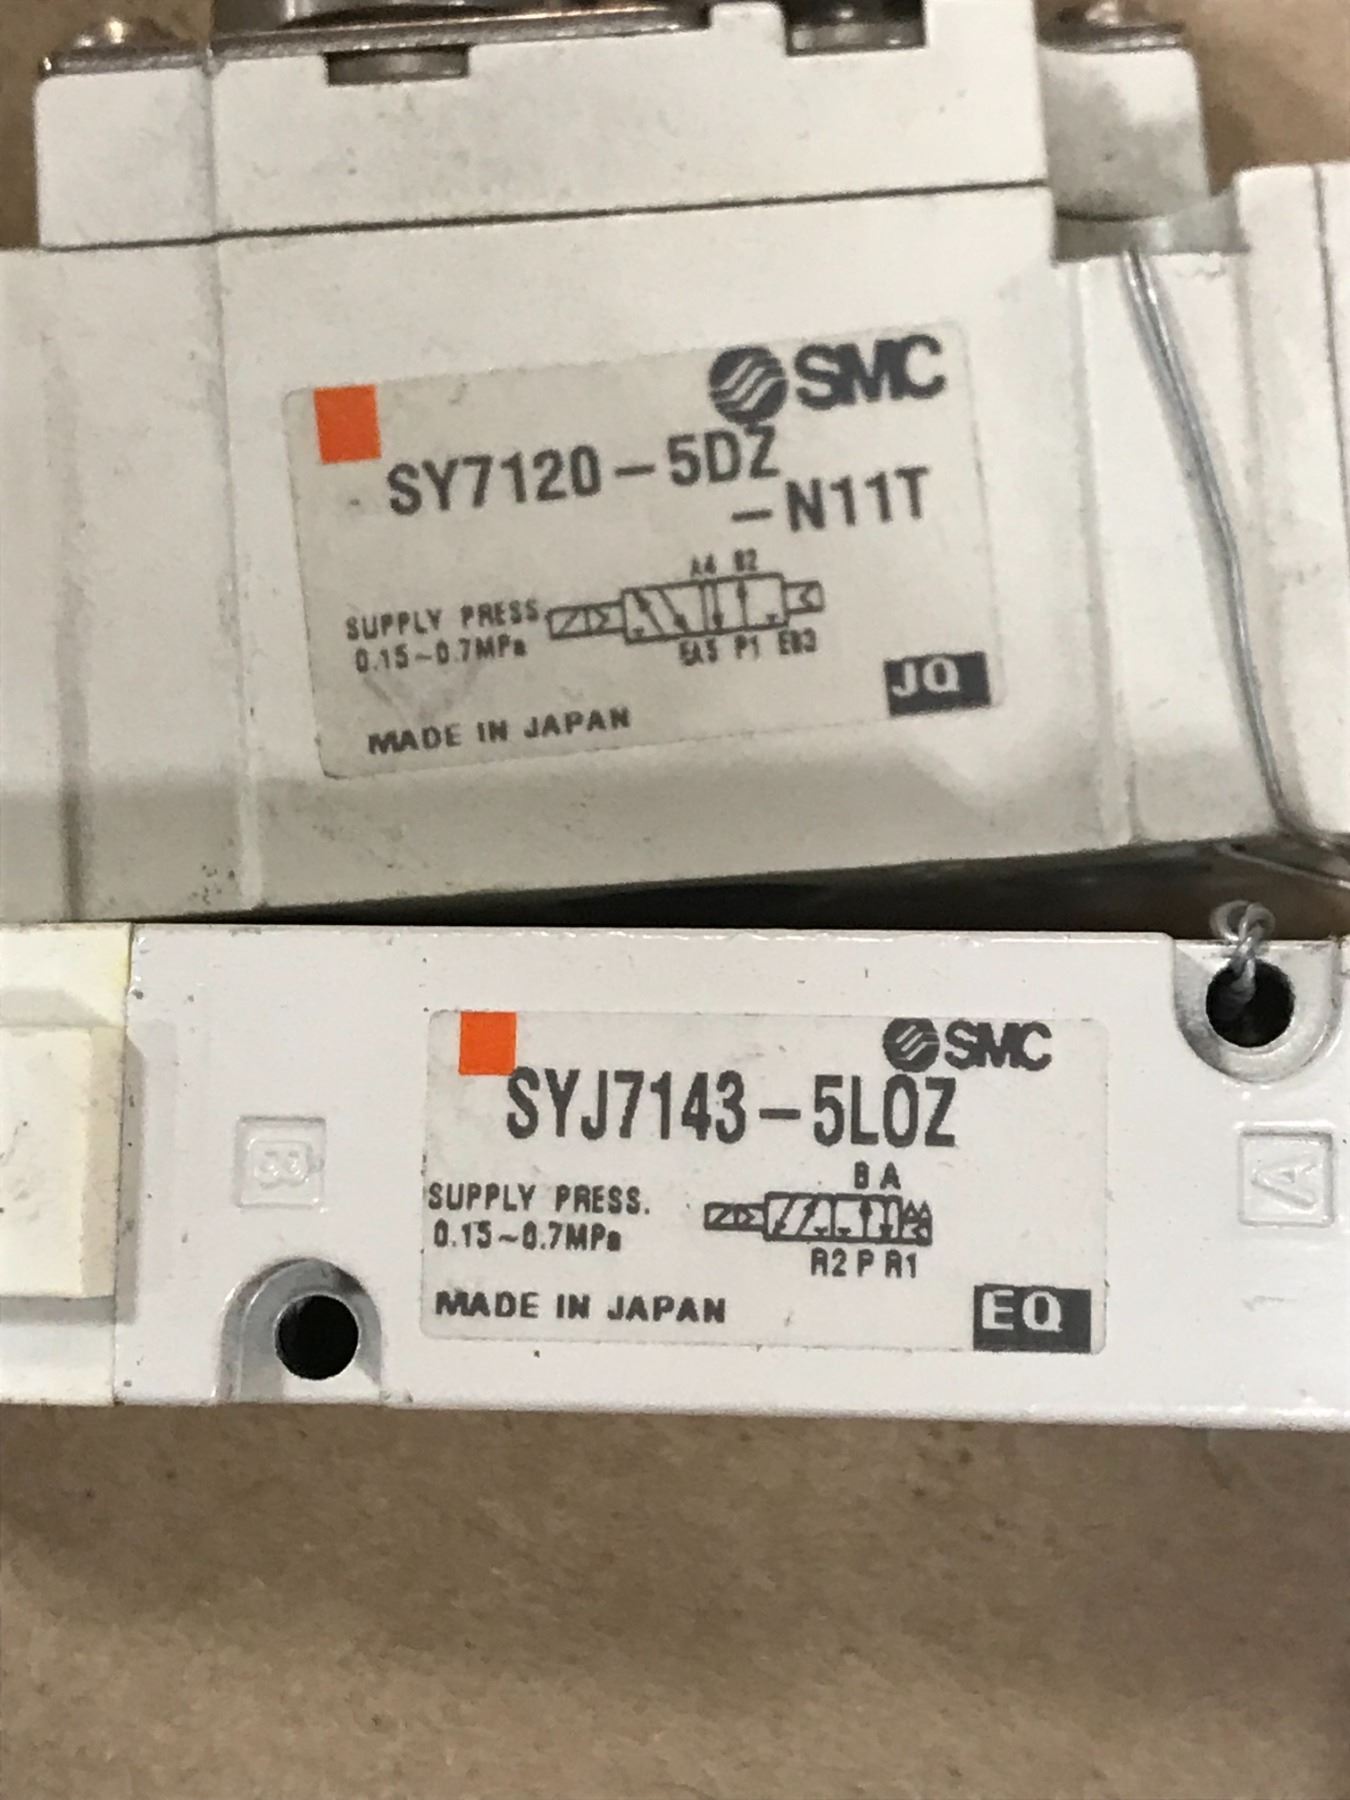 SMC
SY7120-5DZ
-N11T
A4 B2
SUPPLY PRESS.
0.15~0.7MPa
EA5 P1 EB3
JQ
MADE IN JAPAN
SMC
SYJ7143-5LOZ
B A
SUPPLY PRESS.
0.15~0.7MPa
R2 P R1
MADE IN JAPAN
EQ
B
A